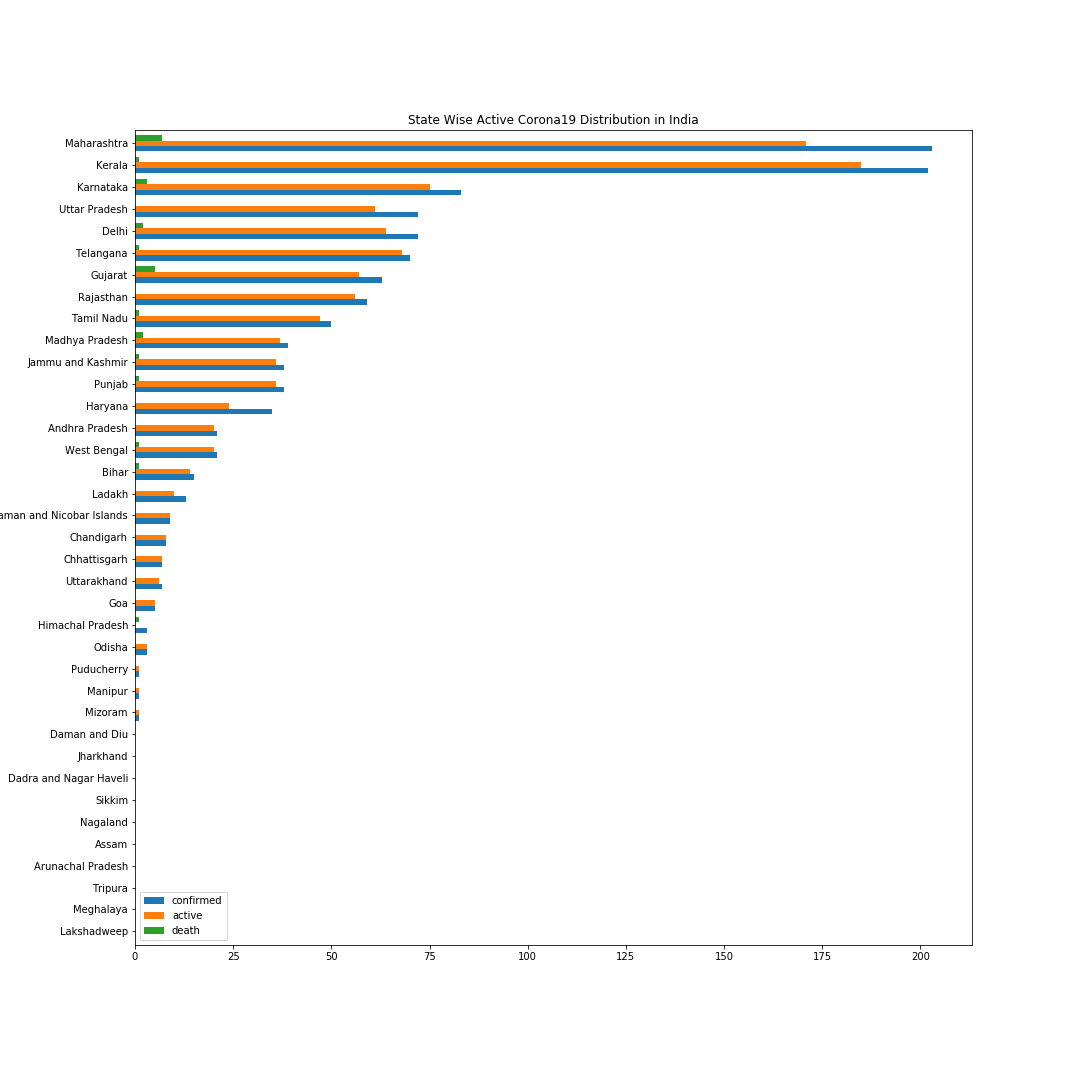 State Wise Active Corona19 Distribution in India
Maharashtra
Kerala
Karnataka
Uttar Pradesh
Delhi
Telangana
Gujarat
Rajasthan
Tamil Nadu
Madhya Pradesh
Jammu and Kashmir
Punjab
Haryana
Andhra Pradesh
West Bengal
Bihar
Ladakh
aman and Nicobar Islands
Chandigarh
Chhattisgarh
Uttarakhand
Goa
Himachal Pradesh
Odisha
Puducherry
Manipur
Mizoram
Daman and Diu
Jharkhand
Dadra and Nagar Haveli
Sikkim
Nagaland
Assam
Arunachal Pradesh
Tripura
Meghalaya
Lakshadweep
confirmed
active
death
0 25 50 75 100 125 150 175 200